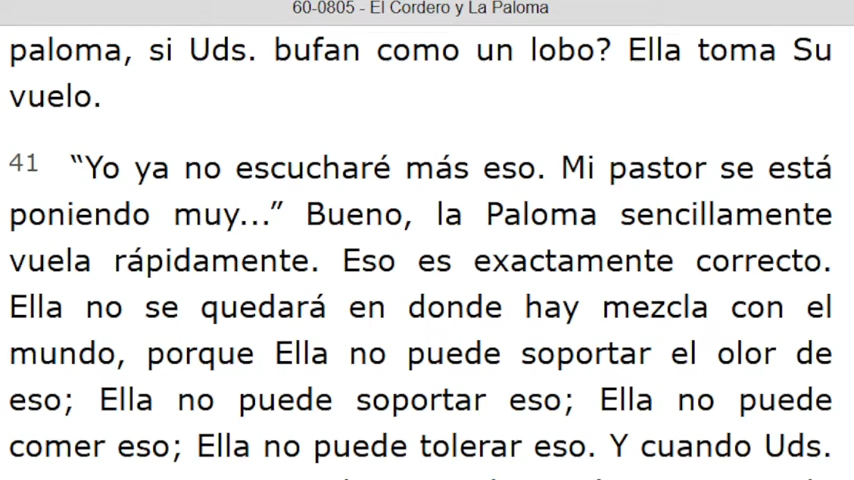 60-0805 - El Cordero y La Paloma
paloma, si Uds. bufan como un lobo? Ella toma Su
vuelo.
41 “Yo ya no escucharé más eso. Mi pastor se está
poniendo muy...” Bueno, la Paloma sencillamente
vuela rápidamente. Eso es exactamente correcto.
Ella no se quedará en donde hay mezcla con el
mundo, porque Ella no puede soportar el olor de
eso; Ella no puede soportar eso; Ella no puede
comer eso; Ella no puede tolerar eso. Y cuando Uds.